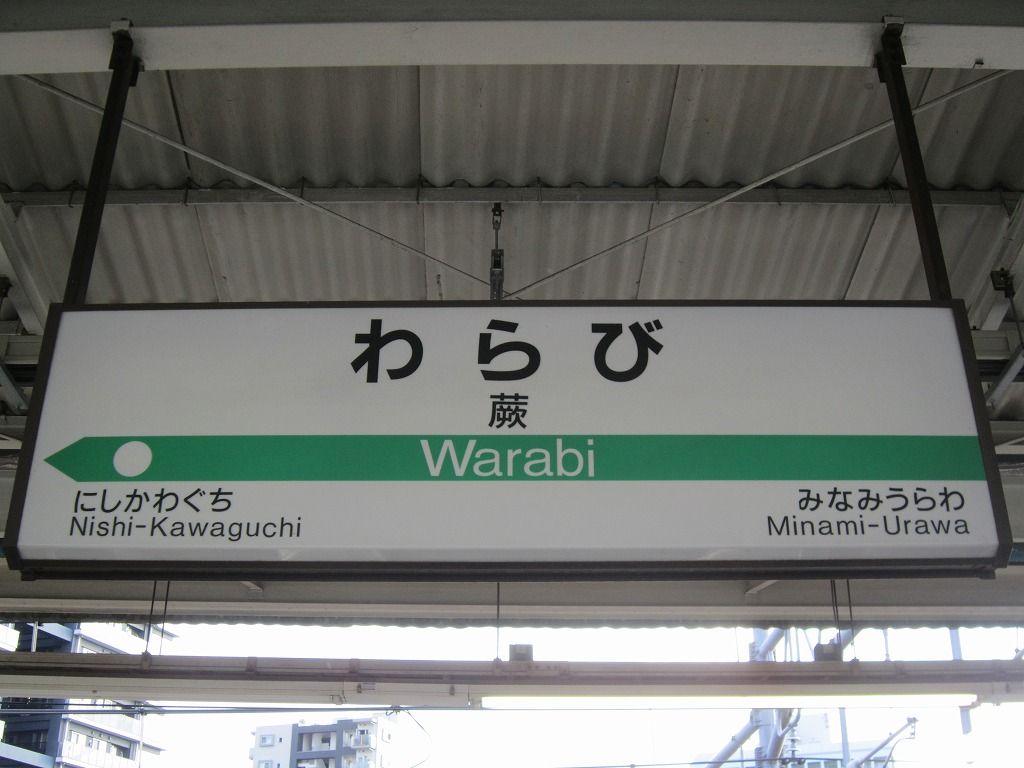 わらび
蕨
Warabi
にしかわぐち
Nishi-Kawaguchi
みなみうらわ
Minami-Urawa